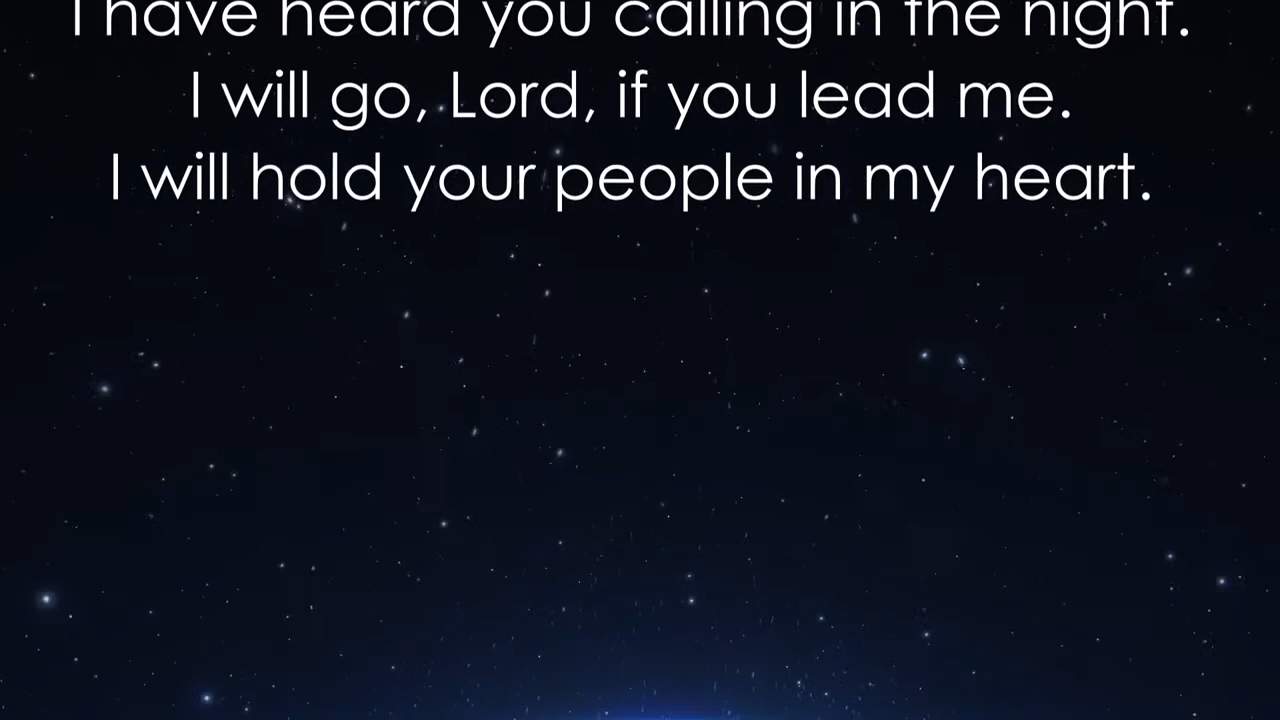 I have heard you calling in the night.
I will go, Lord, if you lead me.
I will hold your people in my heart.